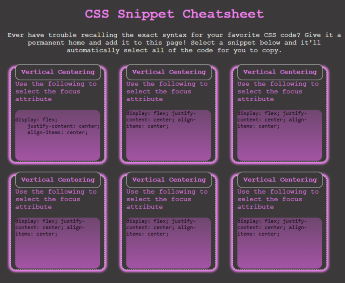 CSS Snippet Cheatsheet
Ever have trouble recalling the exact syntax for your favorite CSS code? Give it a
permanent home and add it to this page! Select a snippet below and it'll
automatically select all of the code for you to copy.
Vertical Centering
Use the following to
select the focus
attribute
display: flex;
justify-content: center;
align-items: center;
Vertical Centering
Use the following to
select the focus
attribute
display: flex; justify-
content: center; align-
items: center;
Vertical Centering
Use the following to
select the focus
attribute
display: flex; justify-
content: center; align-
items: center;
Vertical Centering
Use the following to
select the focus
attribute
display: flex; justify-
content: center; align-
items: center;
Vertical Centering
Use the following to
select the focus
attribute
display: flex; justify-
content: center; align-
items: center;
Vertical Centering
Use the following to
select the focus
attribute
display: flex; justify-
content: center; align-
items: center;